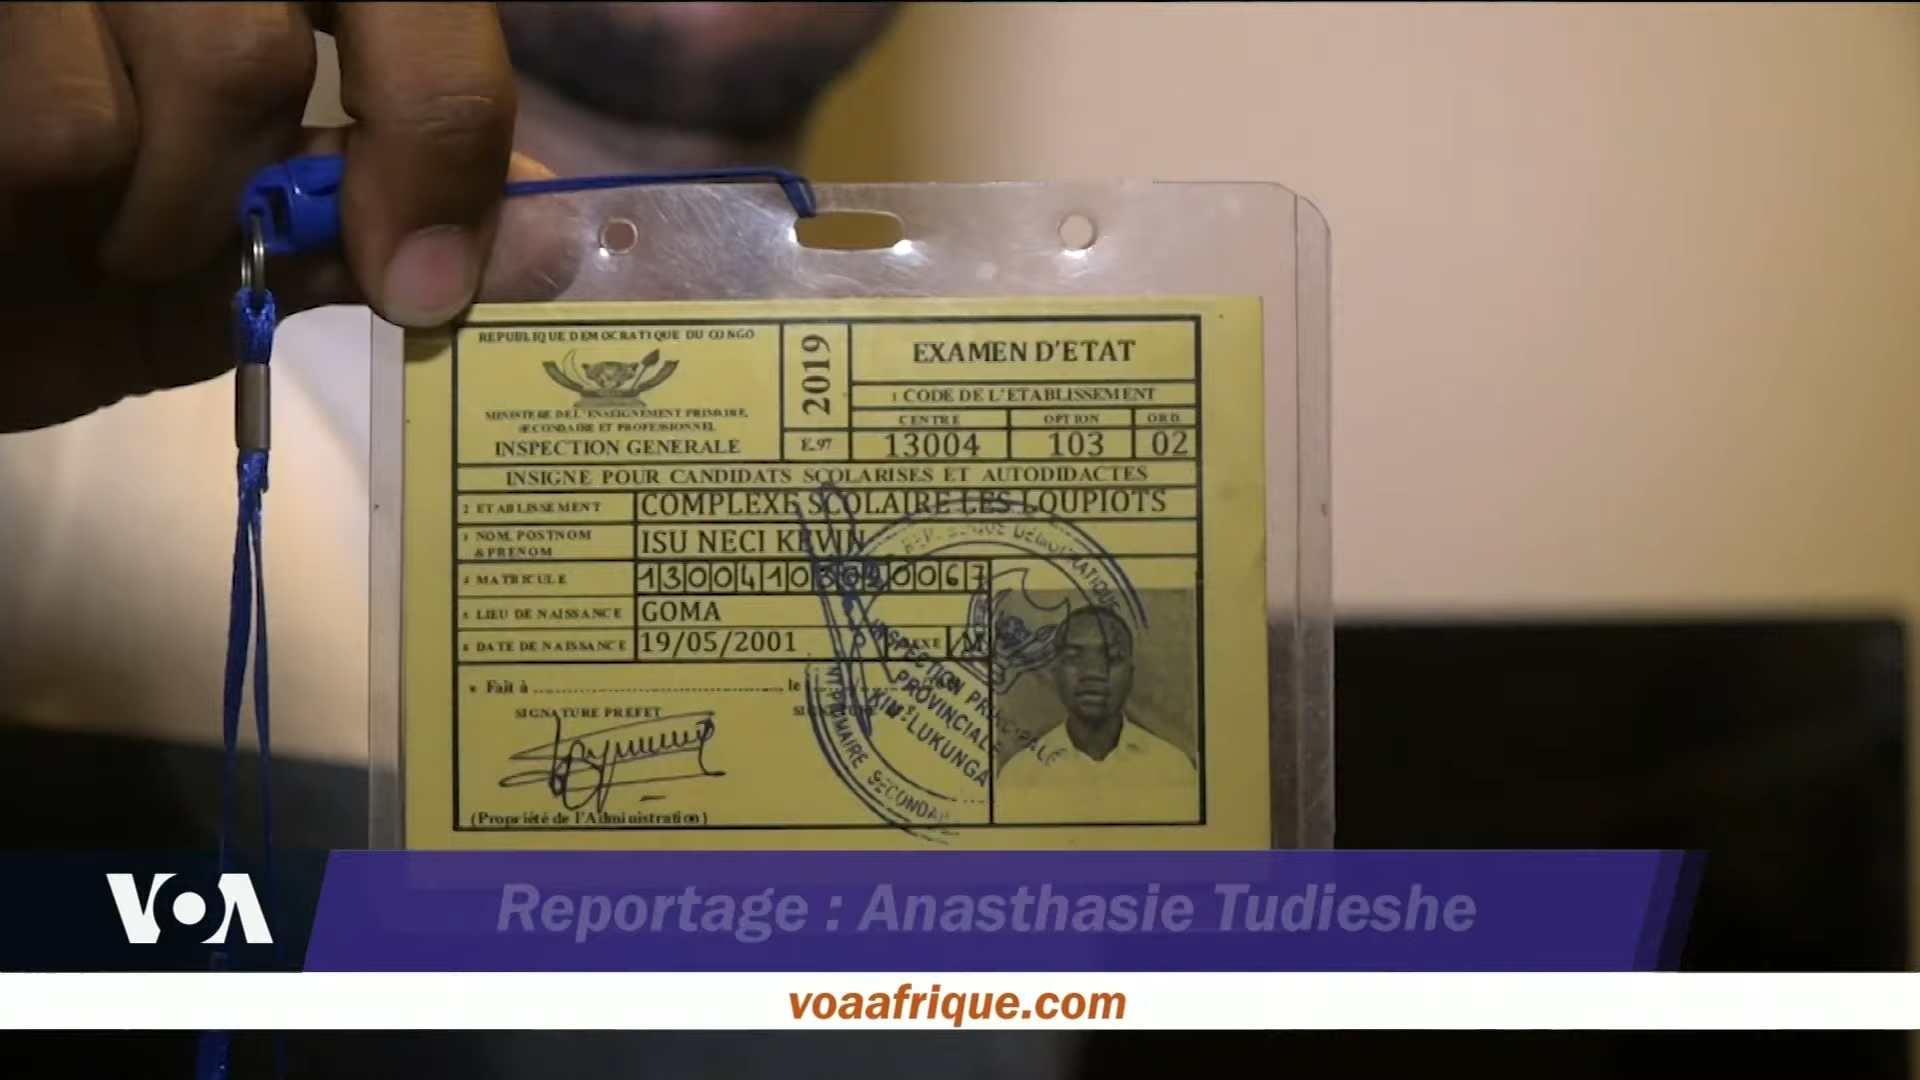 REPUBLIQUE DEMOCRATIQUE DU CONGO
MINISTERE DE L'ENSEIGNEMENT PRIMAIRE,
SECONDAIRE ET PROFESSIONNEL
INSPECTION GENERALE
2019
E.97
EXAMEN D'ETAT
1 CODE DE L'ETABLISSEMENT
CENTRE OPTION ORD.
13004 103 02
INSIGNE POUR CANDIDATS SCOLARISES ET AUTODIDACTES
2 ETABLISSEMENT COMPLEXE SCOLAIRE LES LOUPIOTS
3 NOM, POSTNOM
& PRENOM
ISU NECI KEVIN
4 MATRICULE 13004103020067
5 LIEU DE NAISSANCE GOMA
6 DATE DE NAISSANCE 19/05/2001 SEXE M
* Fait à le
SIGNATURE PREFET
(Propriété de l'Administration)
INSPECTION PRINCIPALE
PROVINCIALE
KIN-LUKUNGA
VOA
Reportage : Anasthasie Tudieshe
voaafrique.com